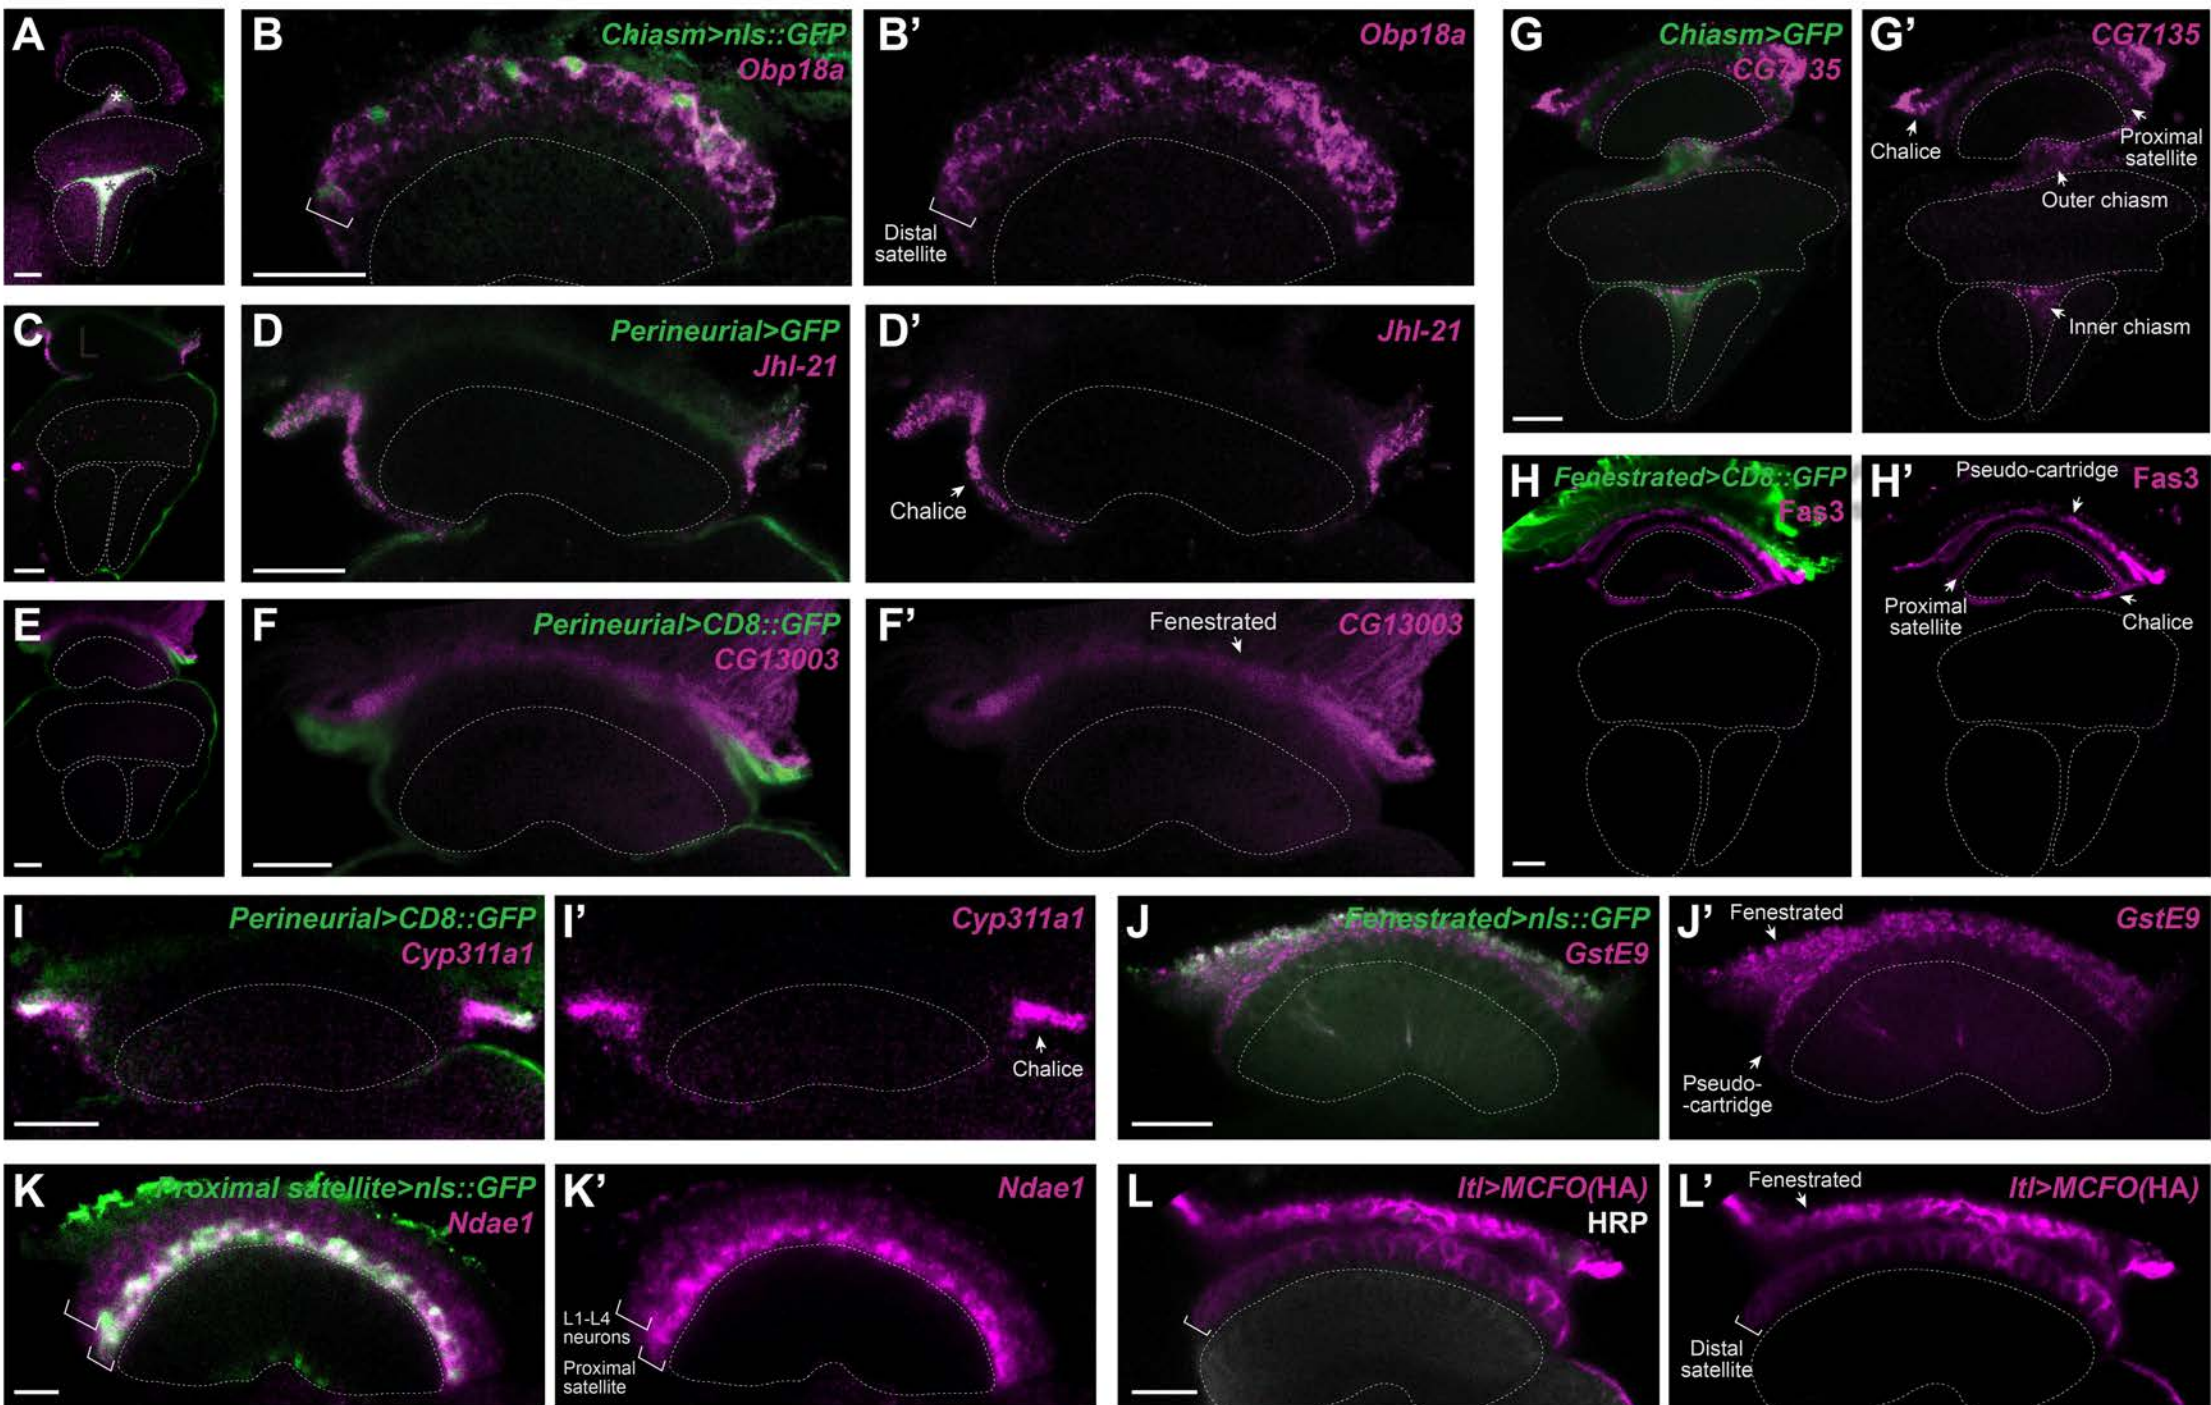 A
*
*
B
Chiasm>nls::GFP
Obp18a
B’
Obp18a
Distal
satellite
C
L
D
Perineurial>GFP
Jhl-21
D’
Jhl-21
Chalice
E
F
Perineurial>CD8::GFP
CG13003
F’
Fenestrated
CG13003
G
Chiasm>GFP
CG7135
G’
CG7135
Chalice
Proximal
satellite
Outer chiasm
Inner chiasm
H
Fenestrated>CD8::GFP
Fas3
H’
Pseudo-cartridge
Fas3
Proximal
satellite
Chalice
I
Perineurial>CD8::GFP
Cyp311a1
I’
Cyp311a1
Chalice
J
Fenestrated>nls::GFP
GstE9
J’
Fenestrated
GstE9
Pseudo-
-cartridge
K
Proximal satellite>nls::GFP
Ndae1
K’
Ndae1
L1-L4
neurons
Proximal
satellite
L
ltl>MCFO(HA)
HRP
L’
Fenestrated
ltl>MCFO(HA)
Distal
satellite